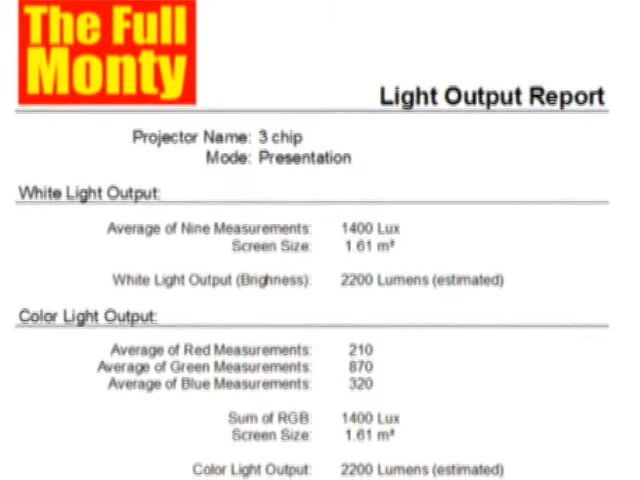 The Full
Monty
Light Output Report
Projector Name: 3 chip
Mode: Presentation
White Light Output:
Average of Nine Measurements: 1400 Lux
Screen Size: 1.61 m²
White Light Output (Brighness): 2200 Lumens (estimated)
Color Light Output:
Average of Red Measurements: 210
Average of Green Measurements: 870
Average of Blue Measurements: 320
Sum of RGB: 1400 Lux
Screen Size: 1.61 m²
Color Light Output: 2200 Lumens (estimated)